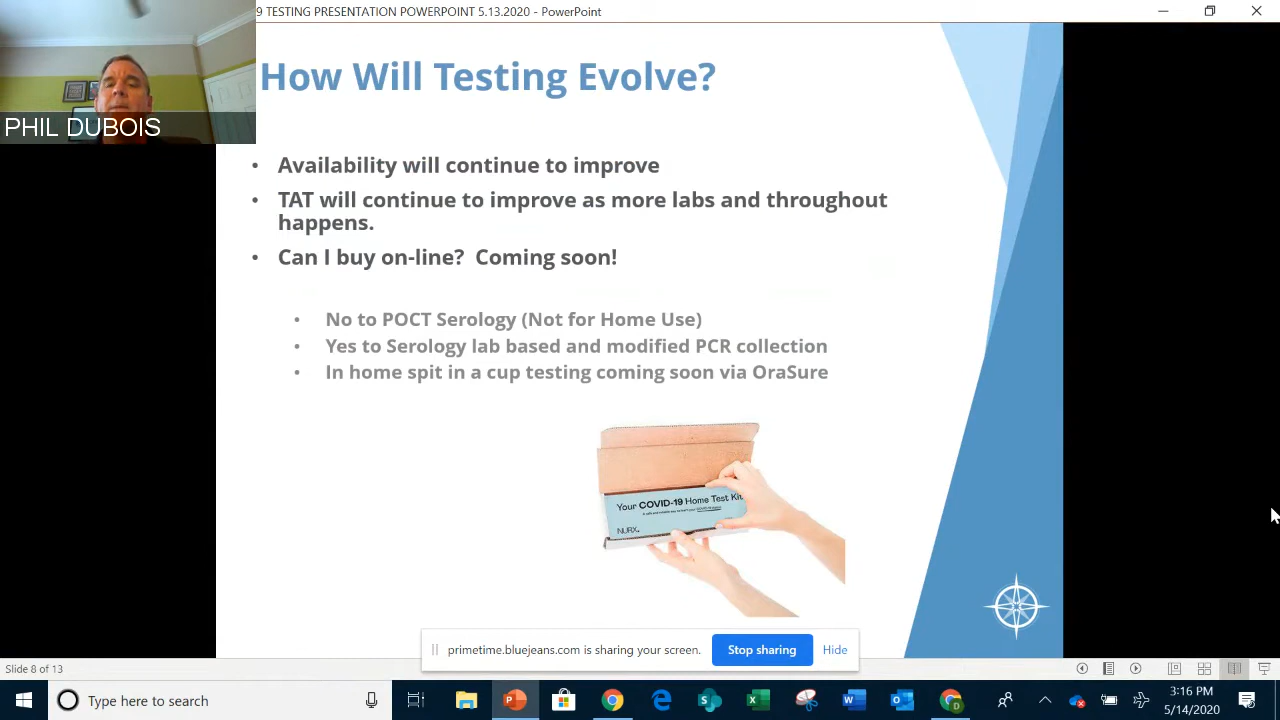 9 TESTING PRESENTATION POWERPOINT 5.13.2020 - PowerPoint
PHIL DUBOIS
How Will Testing Evolve?
• Availability will continue to improve
• TAT will continue to improve as more labs and throughout
happens.
• Can I buy on-line? Coming soon!
• No to POCT Serology (Not for Home Use)
• Yes to Serology lab based and modified PCR collection
• In home spit in a cup testing coming soon via OraSure
Your COVID-19 Home Test Kit
NURX.
primetime.bluejeans.com is sharing your screen.
Stop sharing
Hide
Slide 8 of 13
Type here to search
3:16 PM
5/14/2020